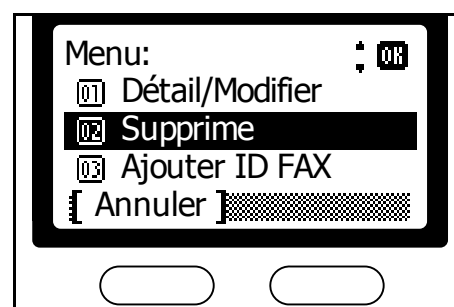 Menu: OK
01 Détail/Modifier
02 Supprime
03 Ajouter ID FAX
[ Annuler ]